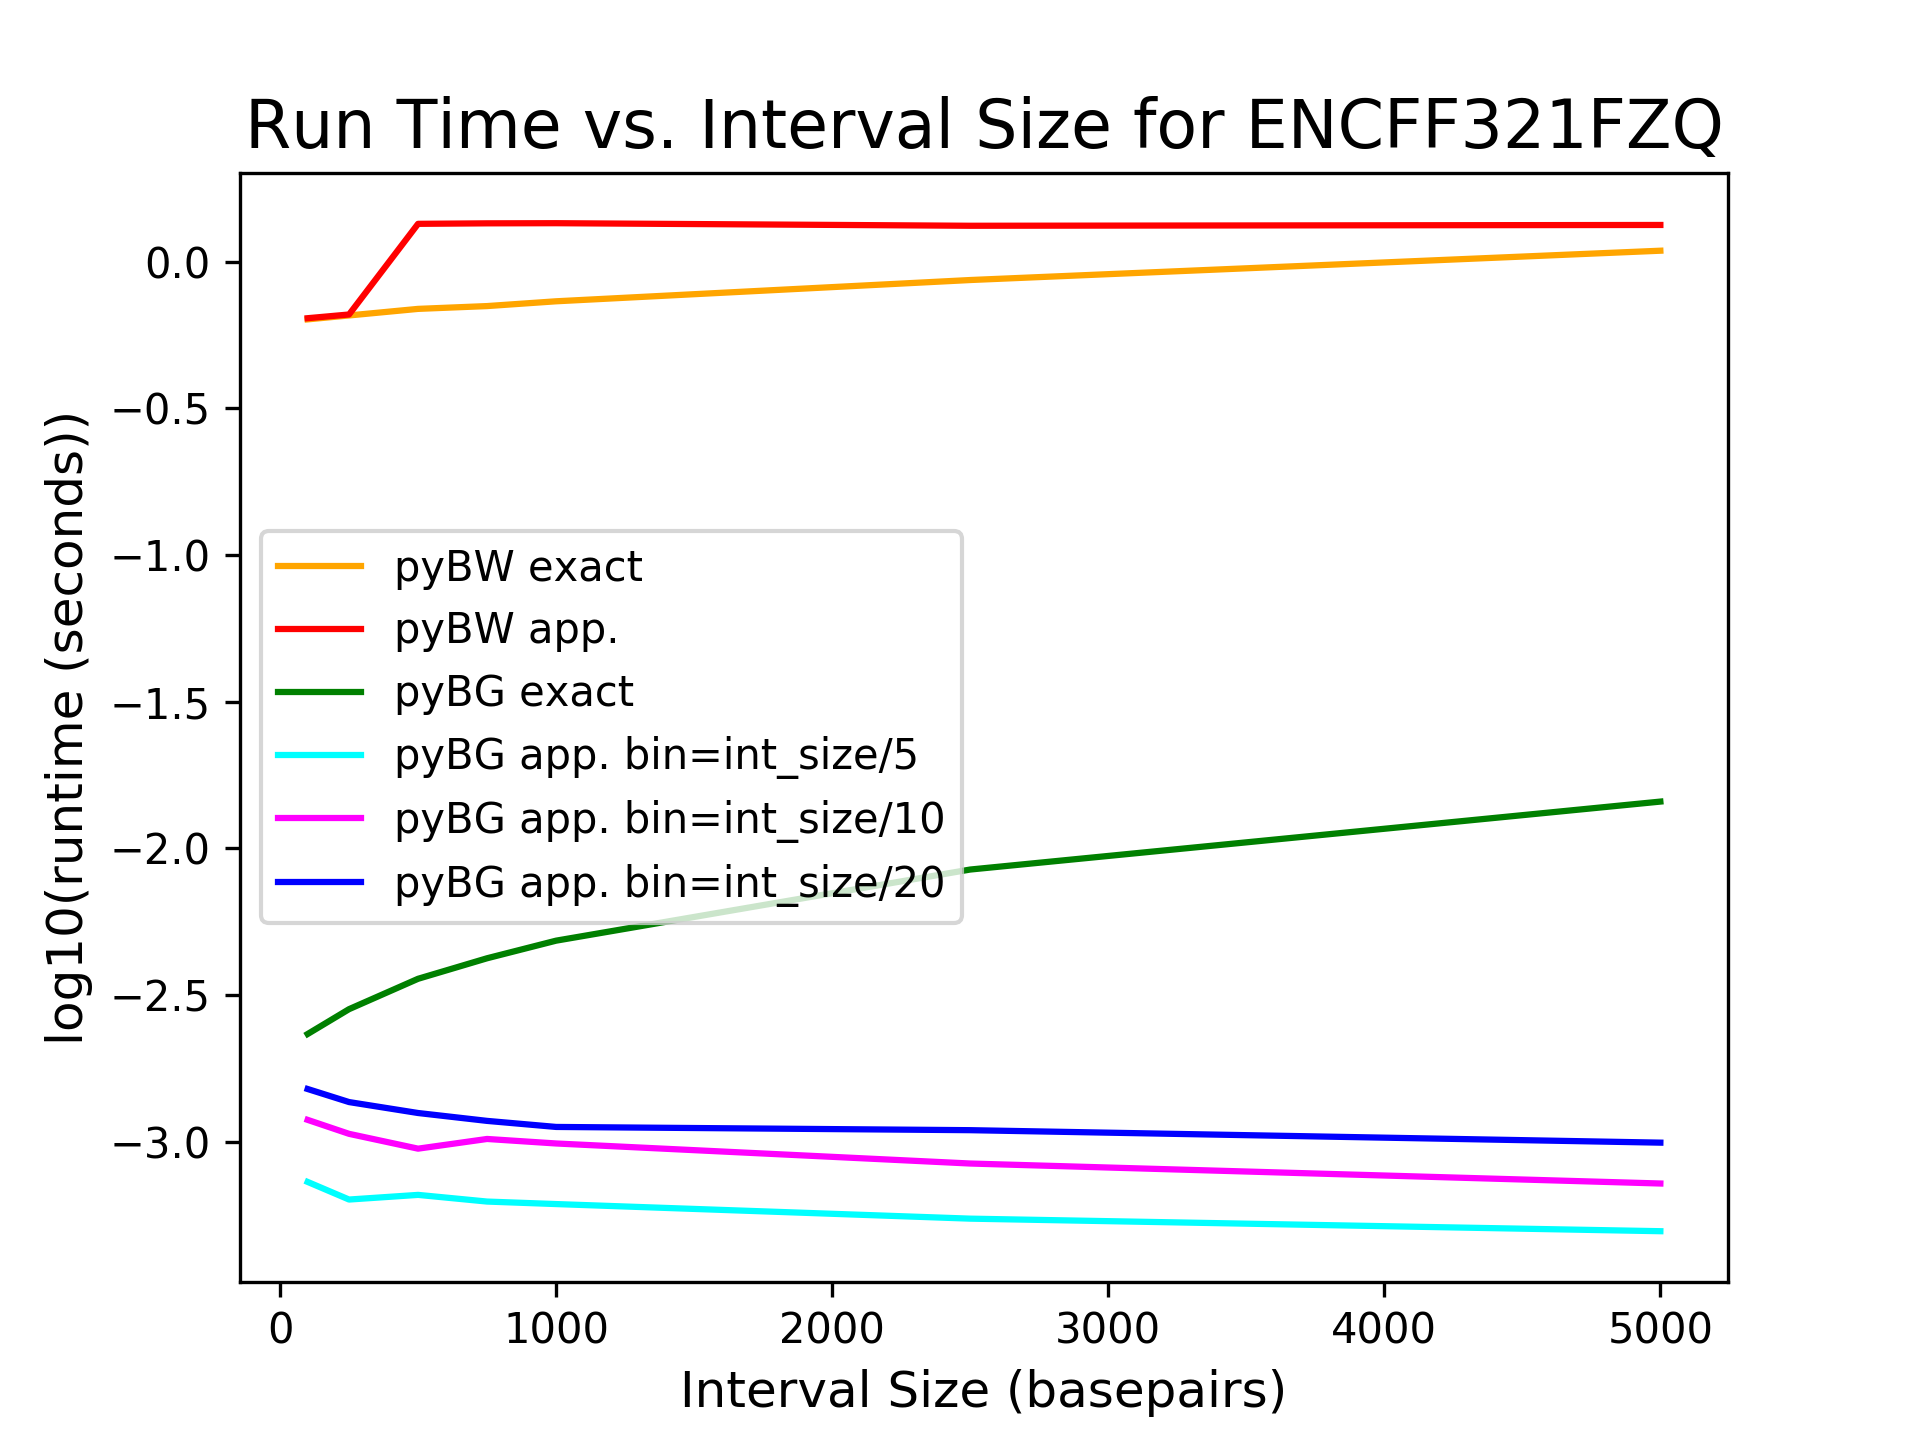 Run Time vs. Interval Size for ENCFF321FZQ
log10(runtime (seconds))
0.0
−0.5
−1.0
−1.5
−2.0
−2.5
−3.0
pyBW exact
pyBW app.
pyBG exact
pyBG app. bin=int_size/5
pyBG app. bin=int_size/10
pyBG app. bin=int_size/20
0 1000 2000 3000 4000 5000
Interval Size (basepairs)